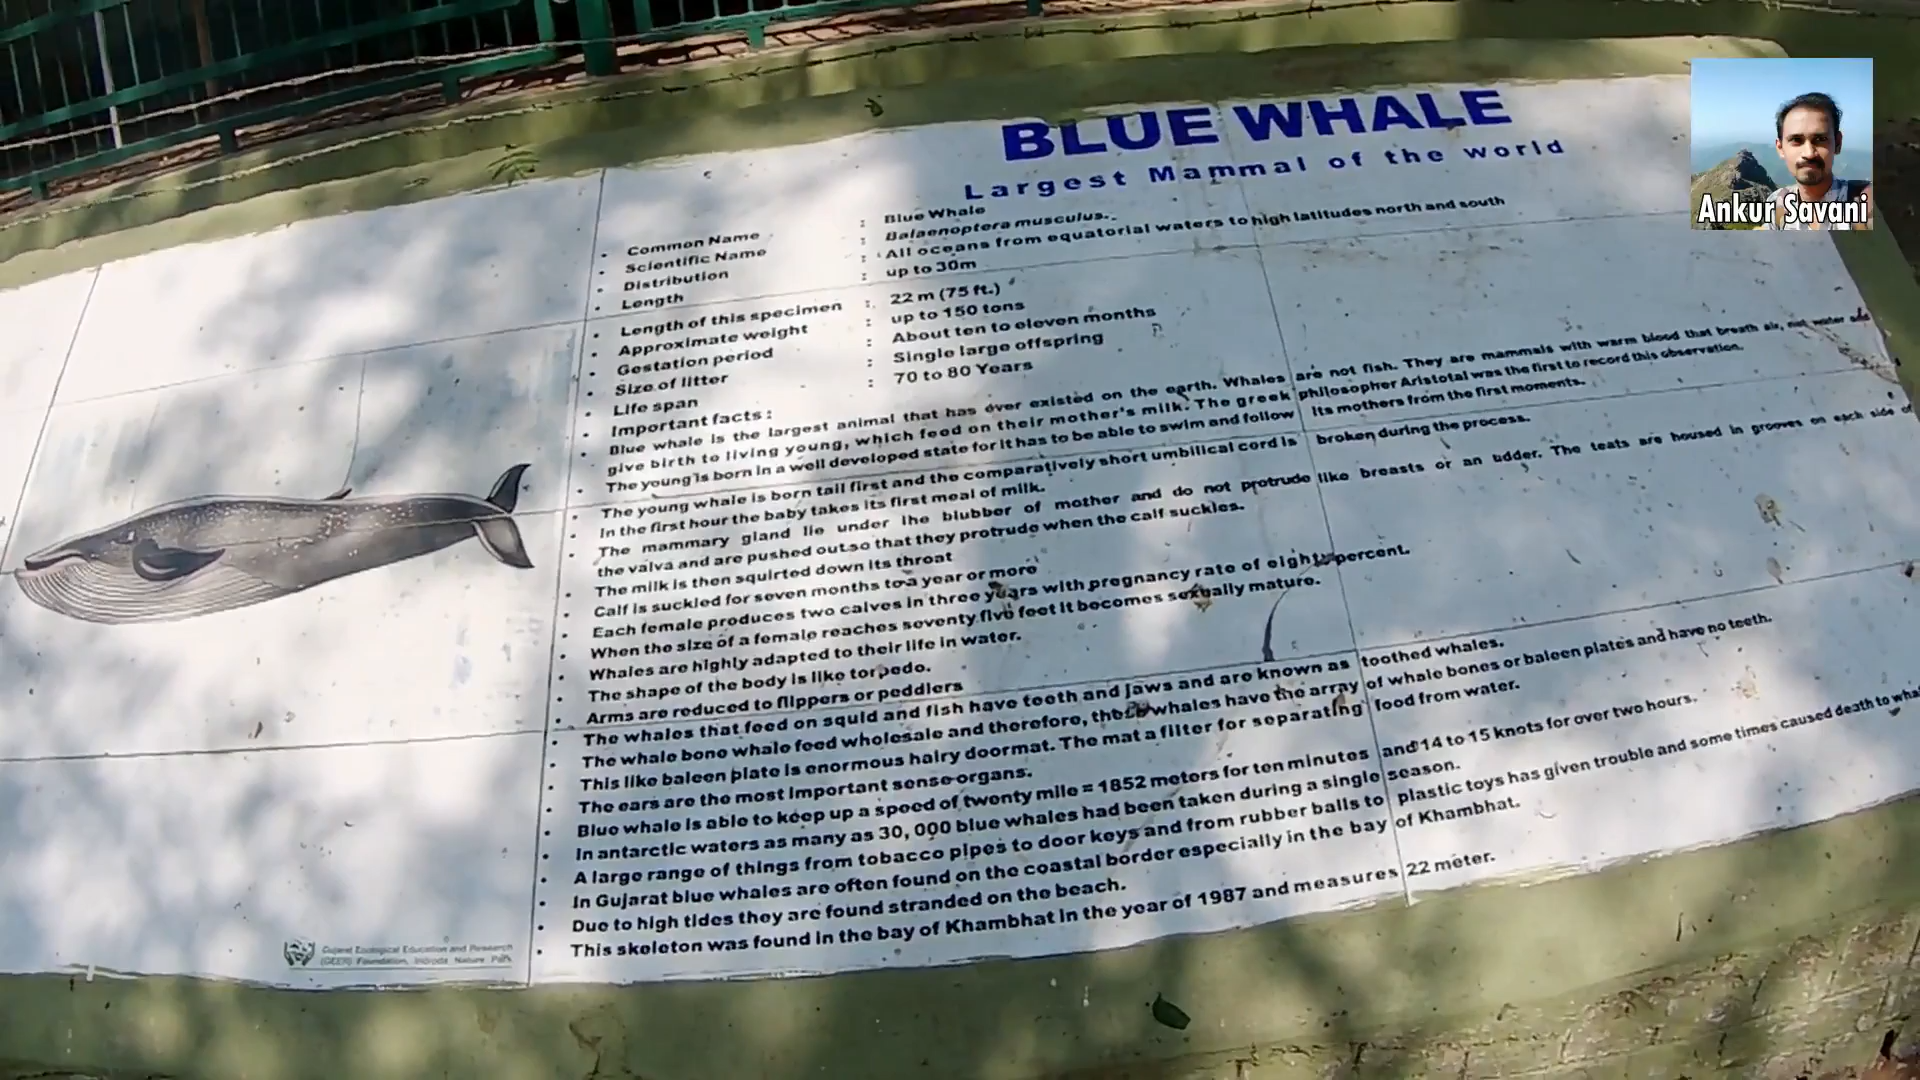 BLUE WHALE
Largest Mammal of the world
Ankur Savani
• Common Name : Blue Whale
• Scientific Name : Balaenoptera musculus.
• Distribution : All oceans from equatorial waters to high latitudes north and south
• Length : up to 30m
• Length of this specimen : 22 m (75 ft.)
• Approximate weight : up to 150 tons
• Gestation period : About ten to eleven months
• Size of litter : Single large offspring
• Life span : 70 to 80 Years
• Important facts :
• Blue whale is the largest animal that has ever existed on the earth. Whales are not fish. They are mammals with warm blood that breath air, not water and
give birth to living young, which feed on their mother's milk. The greek philosopher Aristotal was the first to record this observation.
• The young is born in a well developed state for it has to be able to swim and follow its mothers from the first moments.
• The young whale is born tail first and the comparatively short umbilical cord is broken during the process.
• In the first hour the baby takes its first meal of milk.
• The mammary gland lie under the blubber of mother and do not protrude like breasts or an udder. The teats are housed in grooves on each side of
the valva and are pushed out so that they protrude when the calf suckles.
• The milk is then squirted down its throat
• Calf is suckled for seven months to a year or more
• Each female produces two calves in three years with pregnancy rate of eighty percent.
• When the size of a female reaches seventy five feet it becomes sexually mature.
• Whales are highly adapted to their life in water.
• The shape of the body is like torpedo.
• Arms are reduced to flippers or peddlers
• The whales that feed on squid and fish have teeth and jaws and are known as toothed whales.
• The whale bone whale feed wholesale and therefore, these whales have the array of whale bones or baleen plates and have no teeth.
• This like baleen plate is enormous hairy doormat. The mat a filter for separating food from water.
• The ears are the most important sense organs.
• Blue whale is able to keep up a speed of twenty mile = 1852 meters for ten minutes and 14 to 15 knots for over two hours.
• In antarctic waters as many as 30,000 blue whales had been taken during a single season.
• A large range of things from tobacco pipes to door keys and from rubber balls to plastic toys has given trouble and some times caused death to
• In Gujarat blue whales are often found on the coastal border especially in the bay of Khambhat.
• Due to high tides they are found stranded on the beach.
• This skeleton was found in the bay of Khambhat in the year of 1987 and measures 22 meter.
Gujarat Ecological Education and Research
(GEER) Foundation, Indroda Nature Park